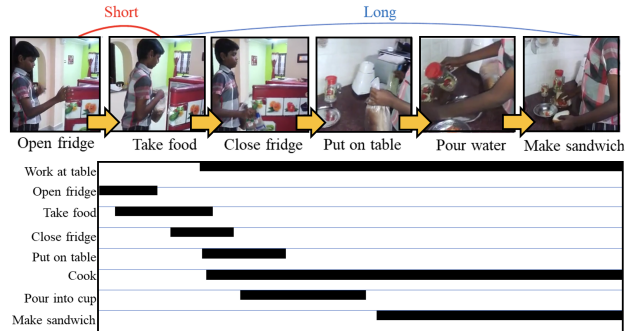 Short
Long
Open fridge
Take food
Close fridge
Put on table
Pour water
Make sandwich
Work at table
Open fridge
Take food
Close fridge
Put on table
Cook
Pour into cup
Make sandwich